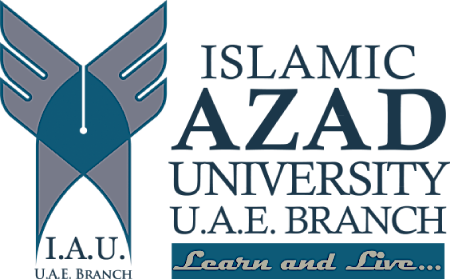 I.A.U.
U.A.E. BRANCH
ISLAMIC
AZAD
UNIVERSITY
U.A.E. BRANCH
Learn and Live...